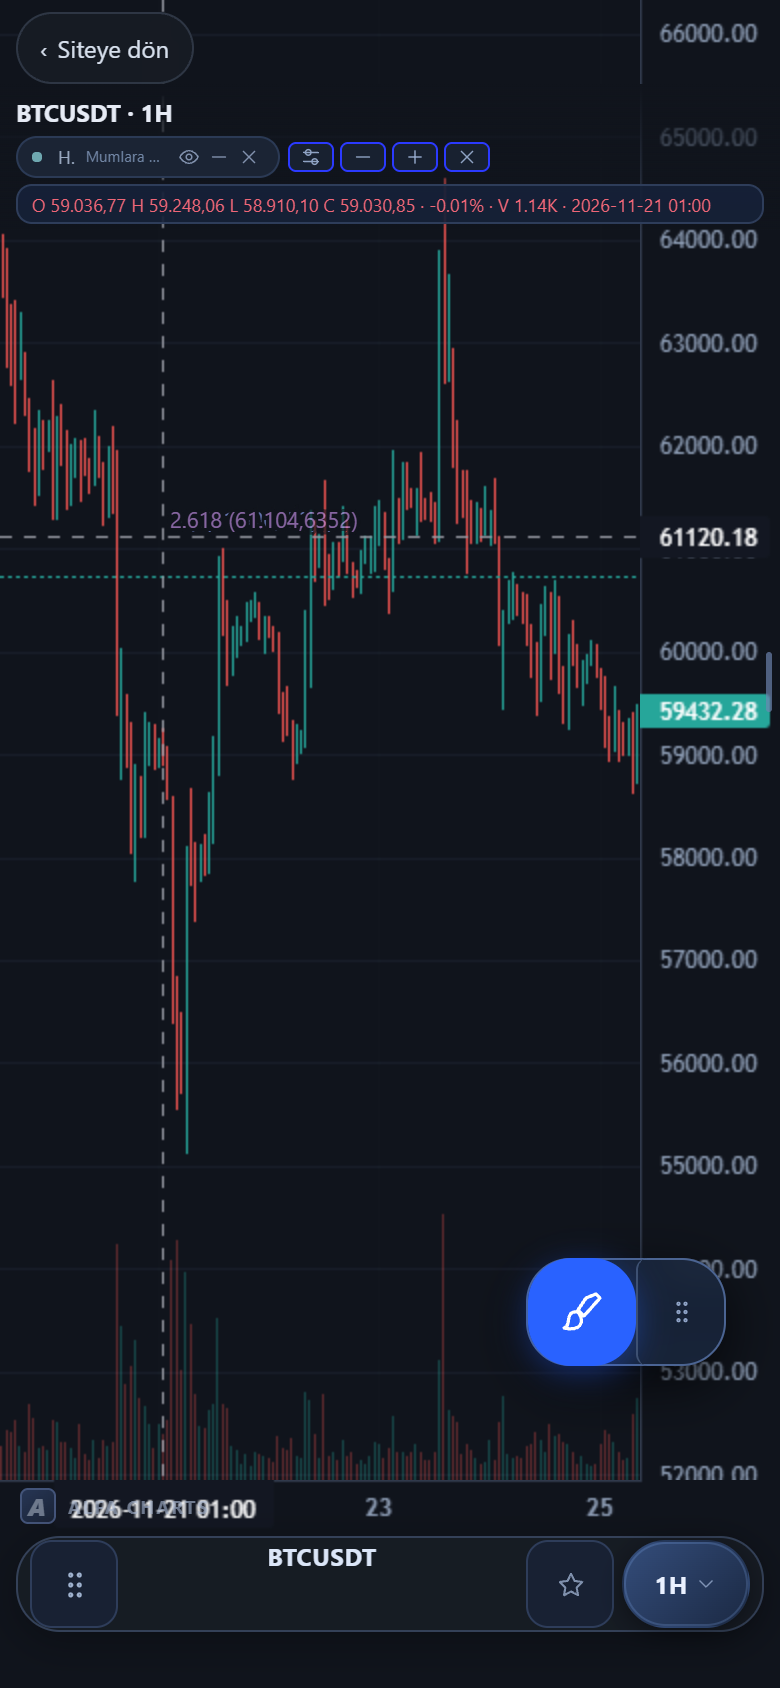 66000.00
‹ Siteye dön
BTCUSDT · 1H
65000.00
H. Mumlara ...
O 59.036,77 H 59.248,06 L 58.910,10 C 59.030,85 · -0.01% · V 1.14K · 2026-11-21 01:00
64000.00
63000.00
62000.00
2.618 (61104,6352)
61120.18
60000.00
59432.28
59000.00
58000.00
57000.00
56000.00
55000.00
53000.00
52000.00
A 2026-11-21 01:00 23 25
BTCUSDT
1H